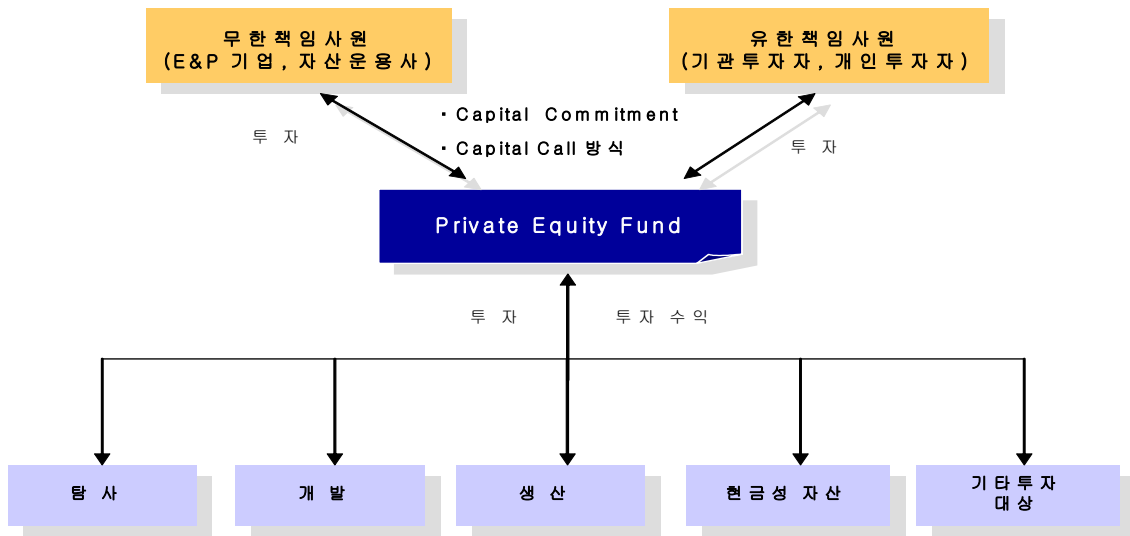 무한책임사원
(E&P 기업, 자산운용사)
유한책임사원
(기관투자자, 개인투자자)
투 자
· Capital Commitment
· Capital Call 방식
투 자
Private Equity Fund
투 자
투자 수익
탐 사
개 발
생 산
현금성 자산
기타투자
대상